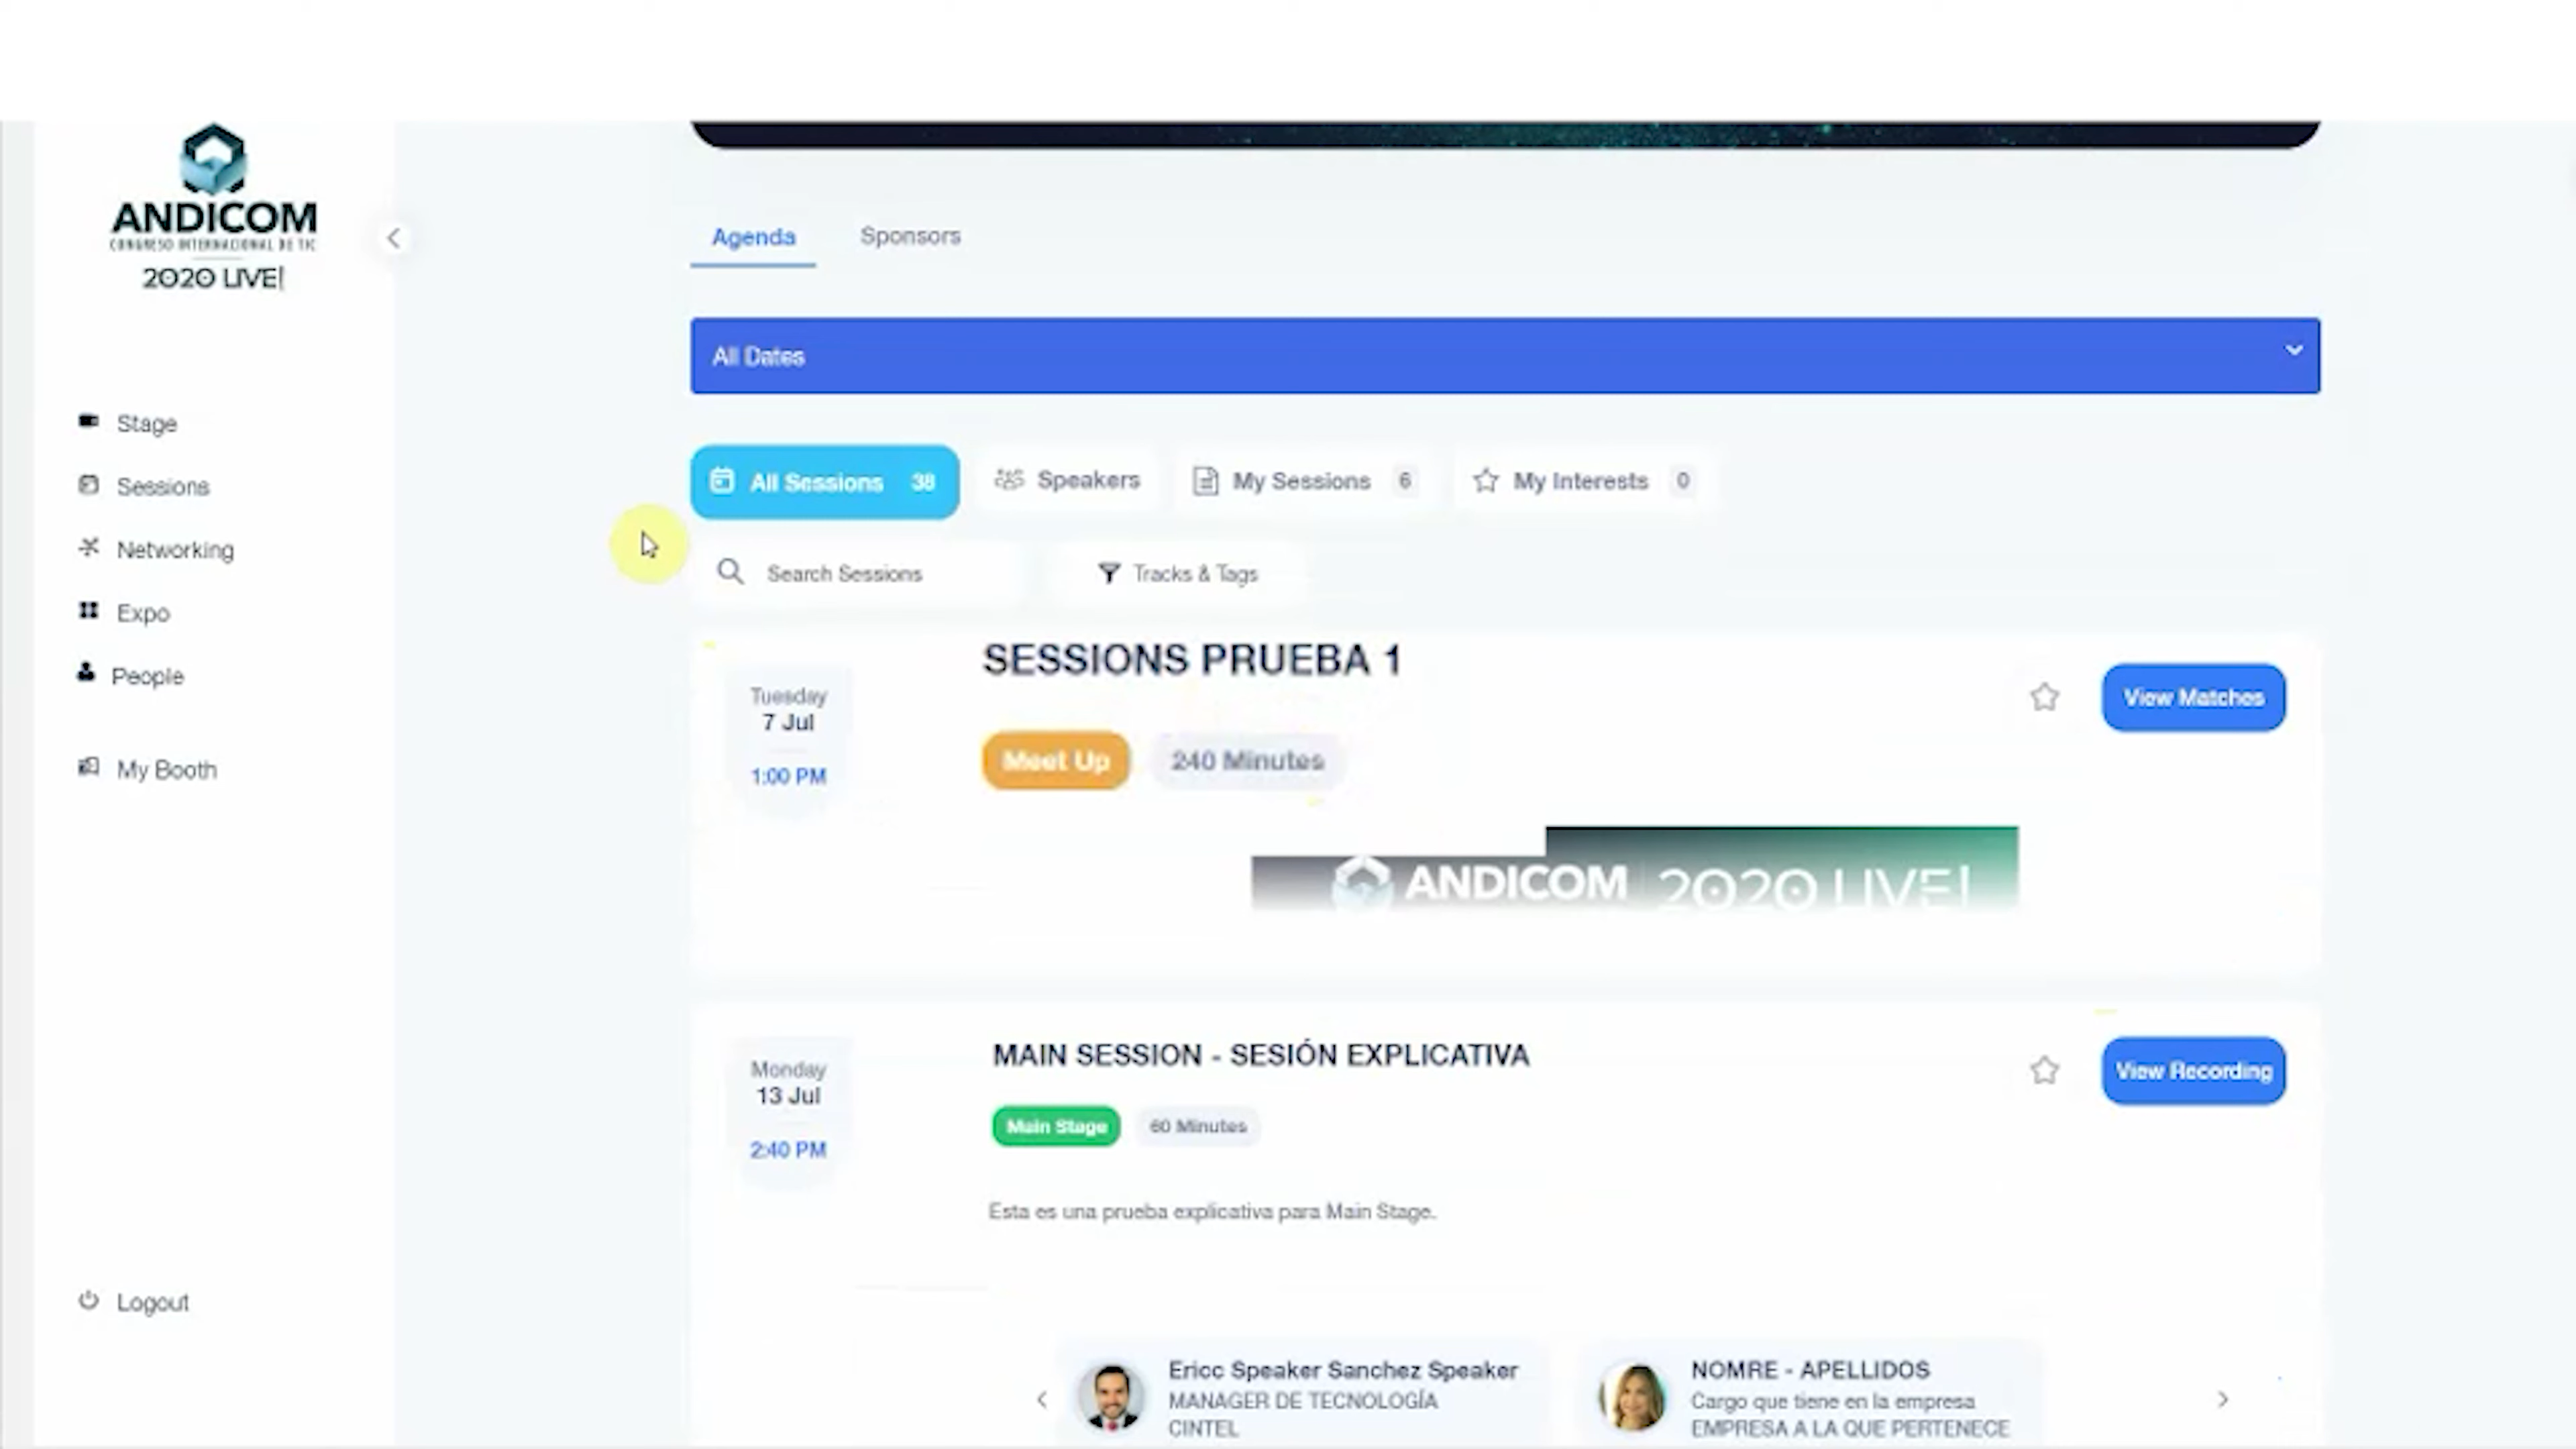 ANDICOM
CONGRESO INTERNACIONAL DE TIC
2020 LIVE!
Stage
Sessions
Networking
Expo
People
My Booth
Logout
Agenda
Sponsors
All Dates
All Sessions 38
Speakers
My Sessions 6
My Interests 0
Search Sessions
Tracks & Tags
Tuesday
7 Jul
1:00 PM
SESSIONS PRUEBA 1
Meet Up
240 Minutes
View Matches
ANDICOM 2020 LIVE!
Monday
13 Jul
2:40 PM
MAIN SESSION - SESIÓN EXPLICATIVA
Main Stage
60 Minutes
View Recording
Esta es una prueba explicativa para Main Stage.
Ericc Speaker Sanchez Speaker
MANAGER DE TECNOLOGÍA
CINTEL
NOMRE - APELLIDOS
Cargo que tiene en la empresa
EMPRESA A LA QUE PERTENECE